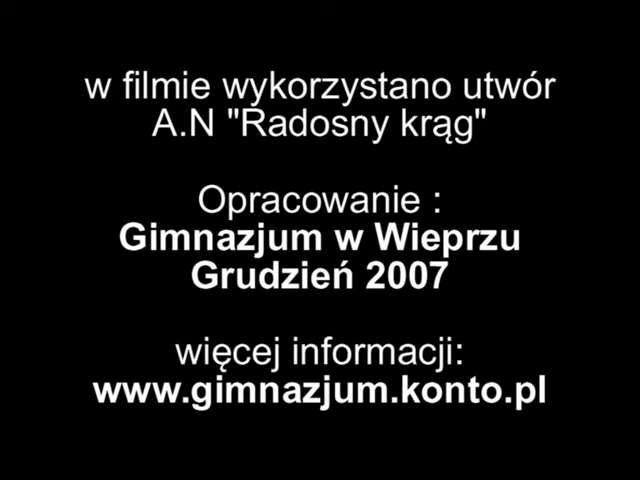 w filmie wykorzystano utwór
A.N "Radosny krąg"
Opracowanie :
Gimnazjum w Wieprzu
Grudzień 2007
więcej informacji:
www.gimnazjum.konto.pl